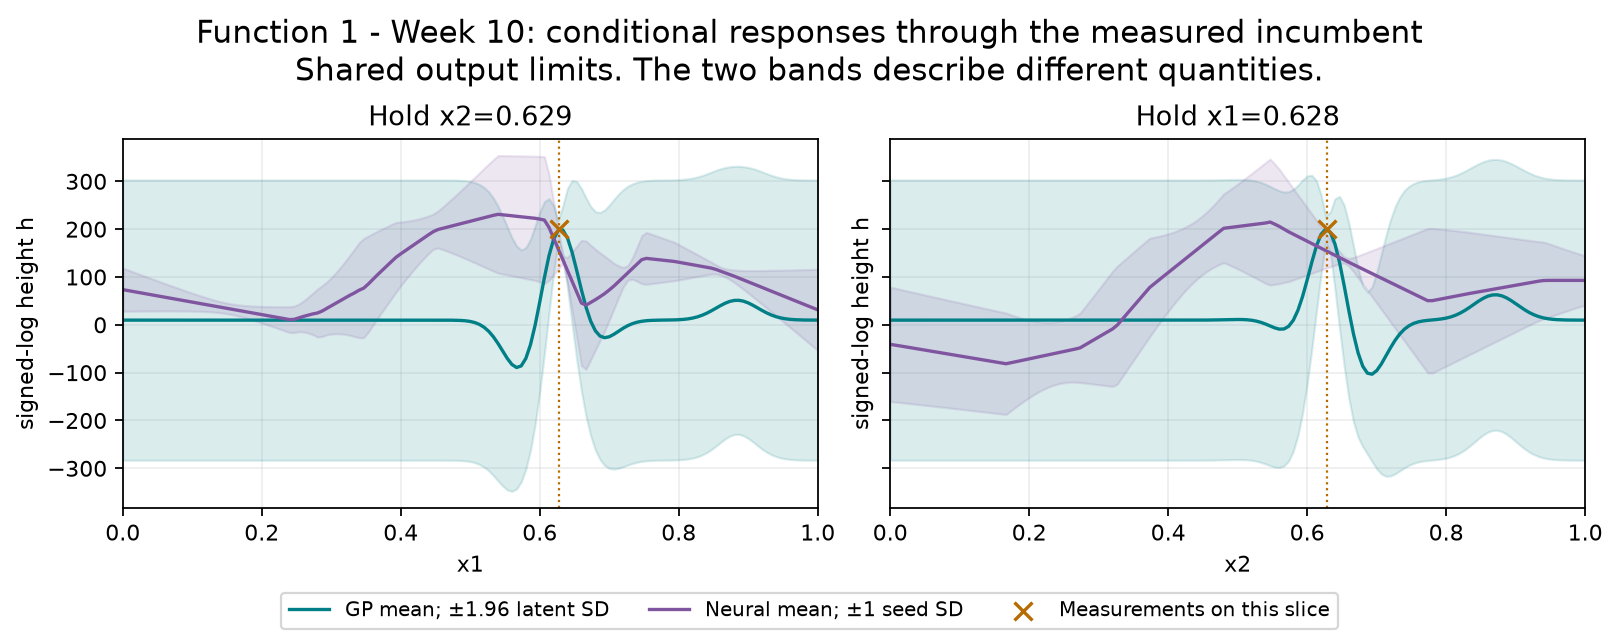 Function 1 - Week 10: conditional responses through the measured incumbent
Shared output limits. The two bands describe different quantities.
Hold x2=0.629
Hold x1=0.628
signed-log height h
300
200
100
0
−100
−200
−300
0.0 0.2 0.4 0.6 0.8 1.0
x1
signed-log height h
0.0 0.2 0.4 0.6 0.8 1.0
x2
GP mean; ±1.96 latent SD
Neural mean; ±1 seed SD
Measurements on this slice